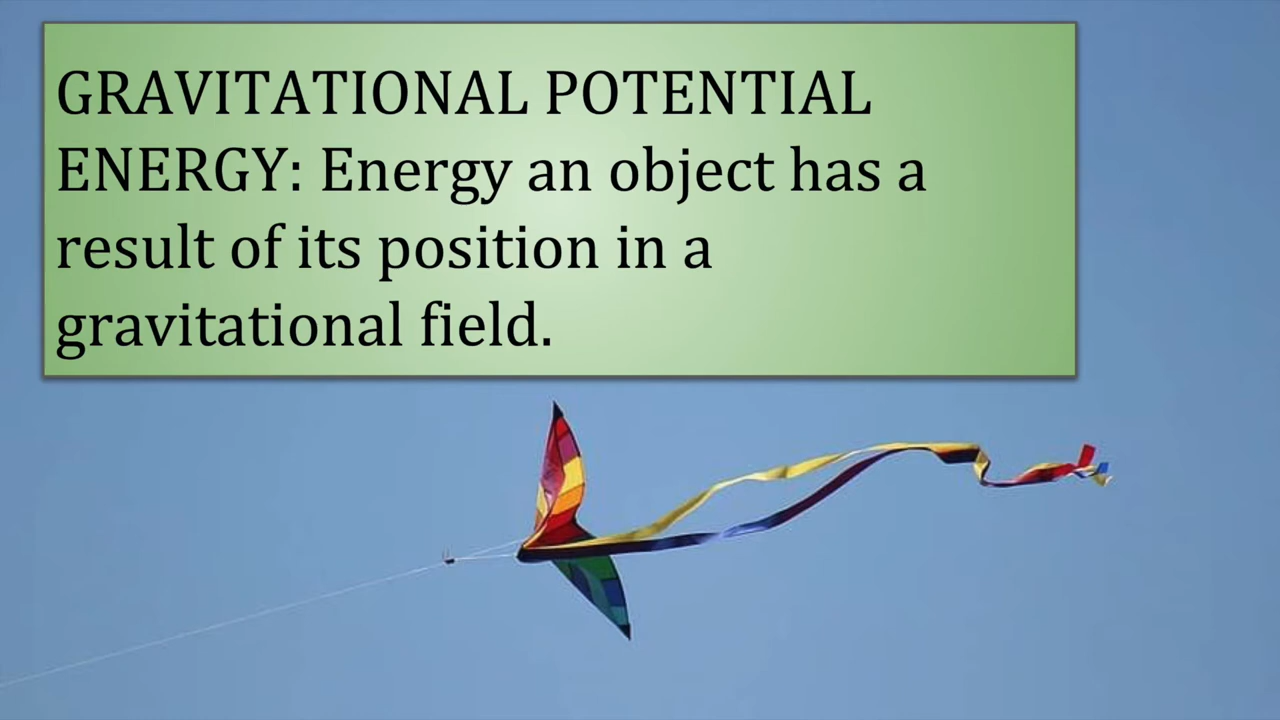 GRAVITATIONAL POTENTIAL
ENERGY: Energy an object has a
result of its position in a
gravitational field.